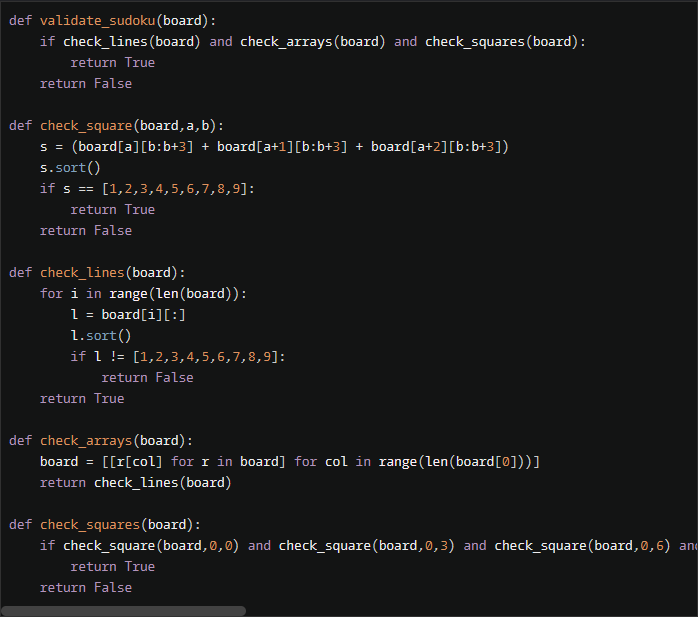 def validate_sudoku(board):
    if check_lines(board) and check_arrays(board) and check_squares(board):
        return True
    return False

def check_square(board,a,b):
    s = (board[a][b:b+3] + board[a+1][b:b+3] + board[a+2][b:b+3])
    s.sort()
    if s == [1,2,3,4,5,6,7,8,9]:
        return True
    return False

def check_lines(board):
    for i in range(len(board)):
        l = board[i][:]
        l.sort()
        if l != [1,2,3,4,5,6,7,8,9]:
            return False
    return True

def check_arrays(board):
    board = [[r[col] for r in board] for col in range(len(board[0]))]
    return check_lines(board)

def check_squares(board):
    if check_square(board,0,0) and check_square(board,0,3) and check_square(board,0,6)
        return True
    return False